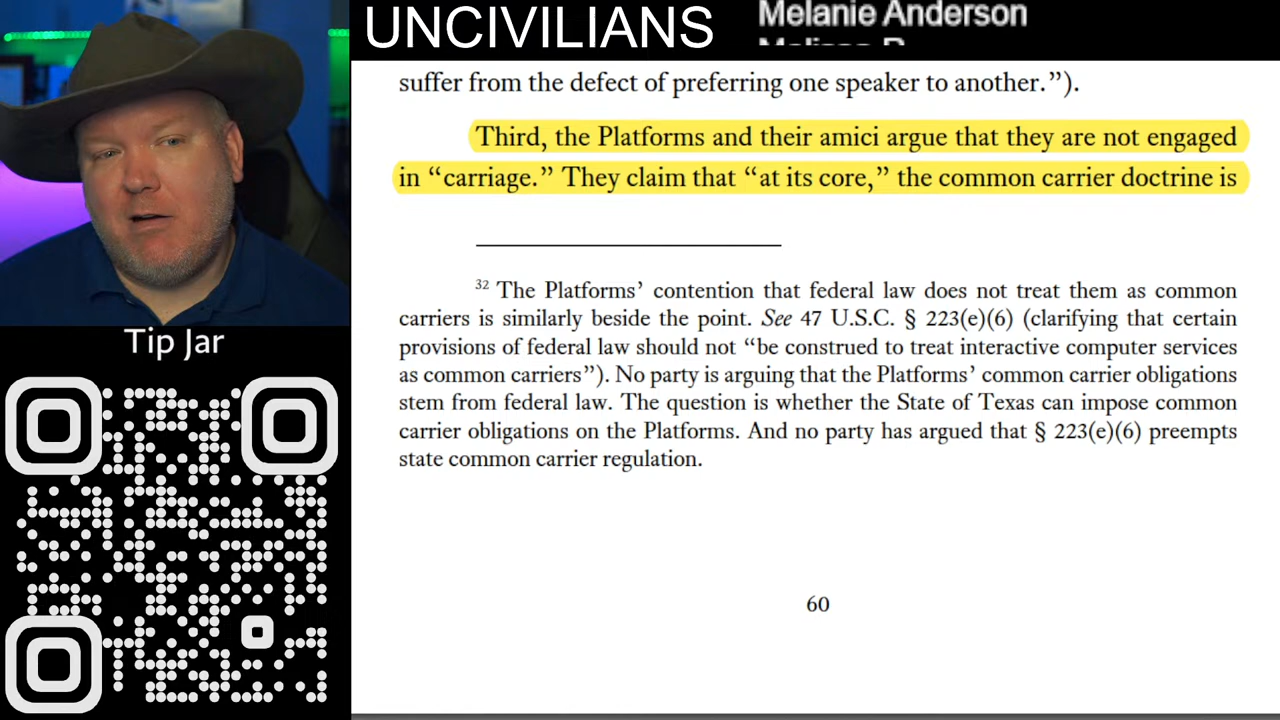 UNCIVILIANS
Melanie Anderson
Tip Jar
suffer from the defect of preferring one speaker to another.”).
Third, the Platforms and their amici argue that they are not engaged
in “carriage.” They claim that “at its core,” the common carrier doctrine is
32 The Platforms’ contention that federal law does not treat them as common
carriers is similarly beside the point. See 47 U.S.C. § 223(e)(6) (clarifying that certain
provisions of federal law should not “be construed to treat interactive computer services
as common carriers”). No party is arguing that the Platforms’ common carrier obligations
stem from federal law. The question is whether the State of Texas can impose common
carrier obligations on the Platforms. And no party has argued that § 223(e)(6) preempts
state common carrier regulation.
60